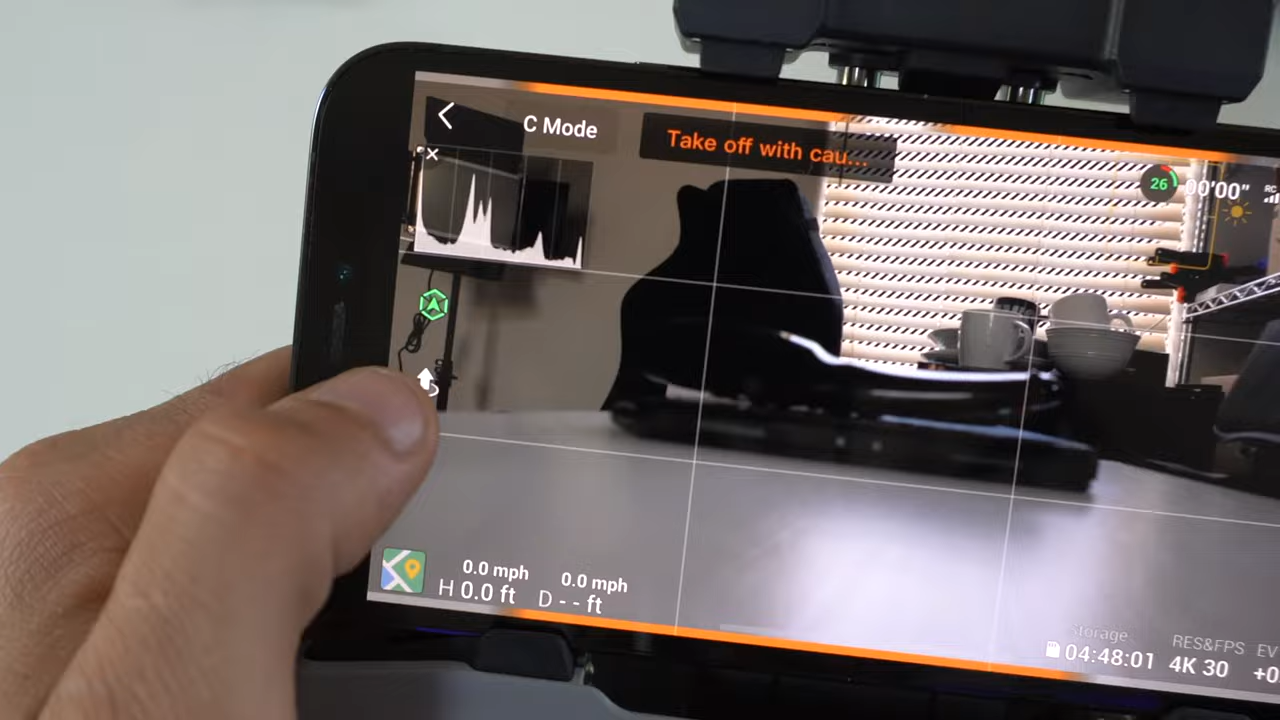 C Mode
Take off with cau...
26
00'00"
RC
0.0 mph
0.0 mph
H 0.0 ft
D -- ft
Storage
04:48:01
RES&FPS
4K 30
EV
+0